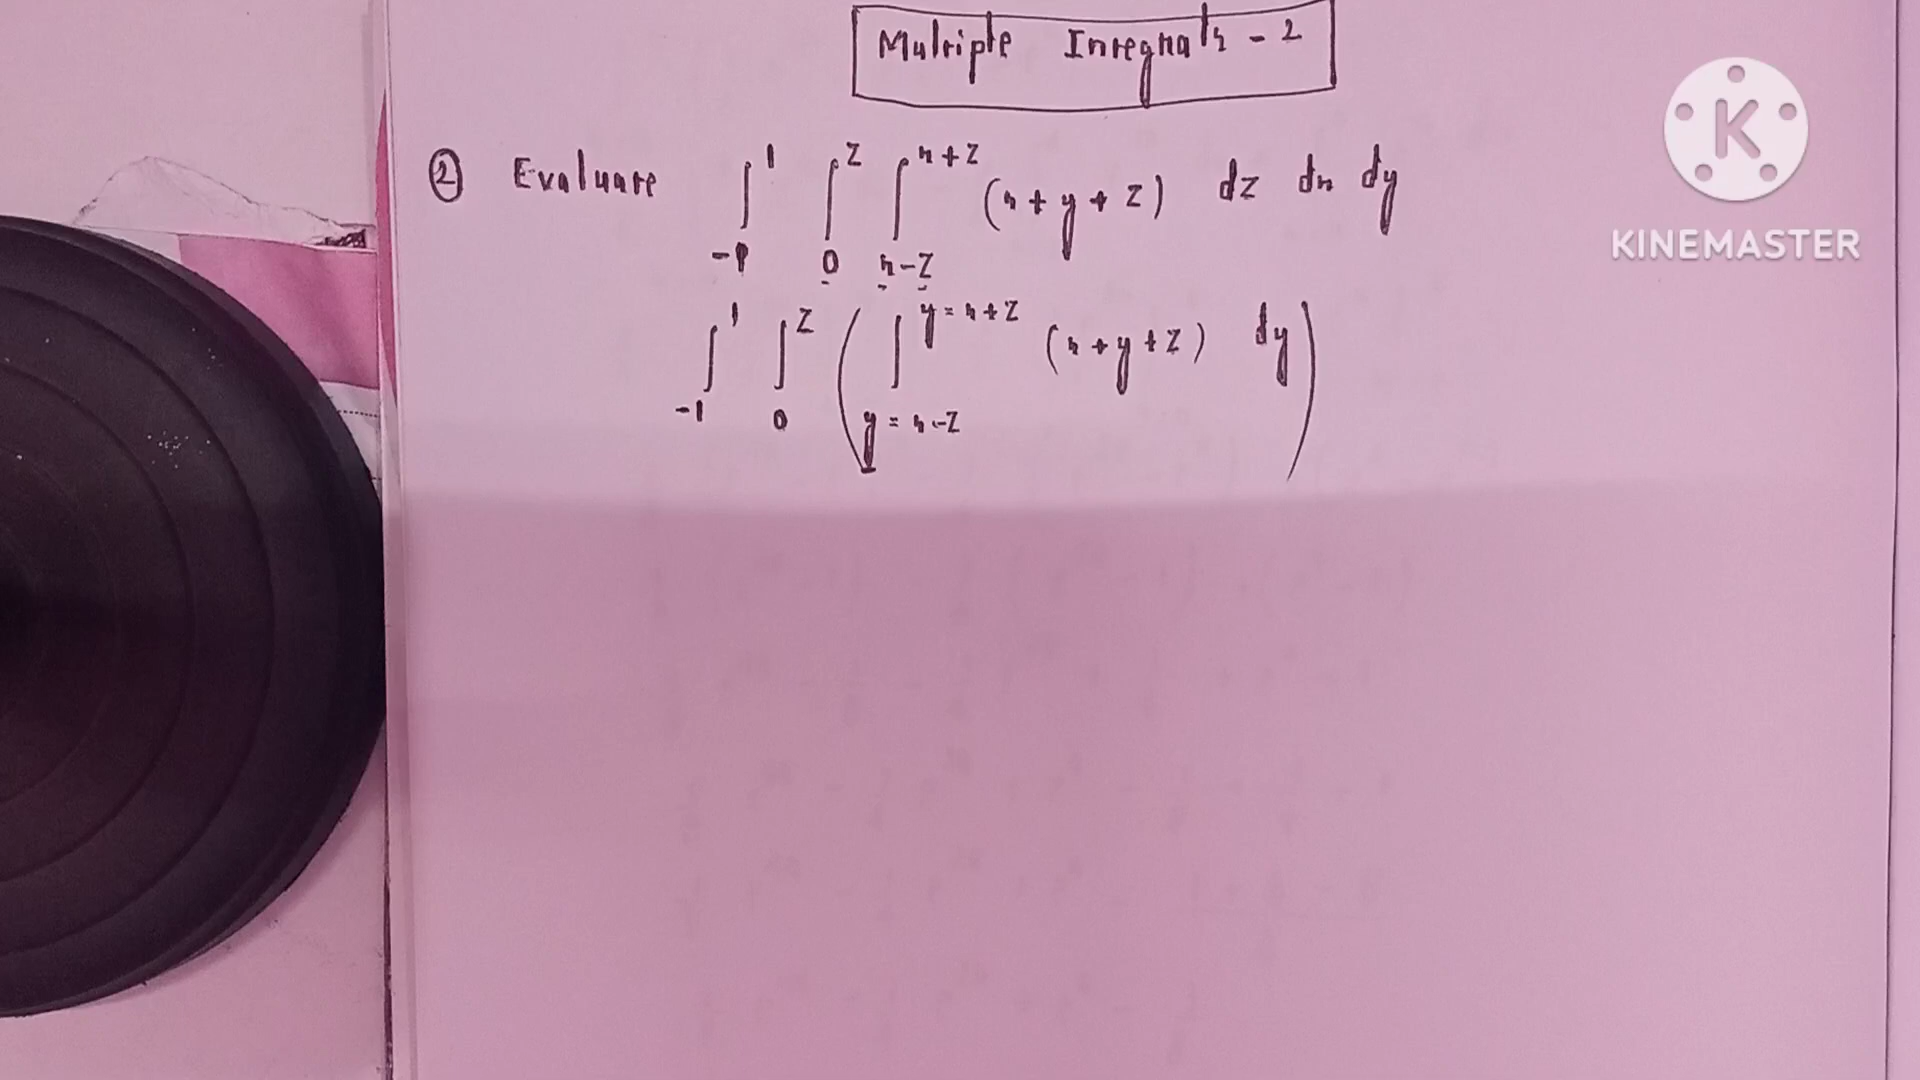 Multiple Integrals - 2
② Evaluate ∫_{-1}^{1} ∫_{0}^{z} ∫_{x-z}^{x+z} (x + y + z) dz dx dy
∫_{-1}^{1} ∫_{0}^{z} ( ∫_{y = x-z}^{y = x+z} (x + y + z) dy )
K
KINEMASTER